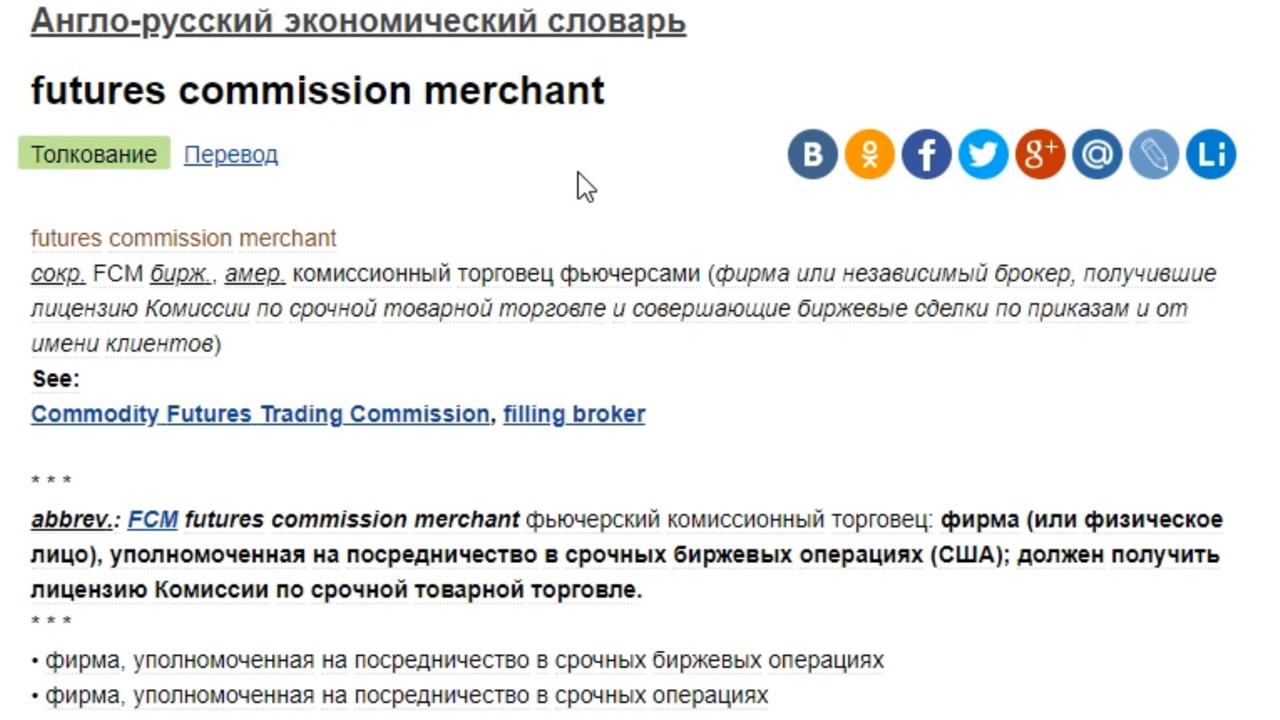 Англо-русский экономический словарь
futures commission merchant
Толкование Перевод
futures commission merchant
сокр. FCM бирж., амер. комиссионный торговец фьючерсами (фирма или независимый брокер, получившие
лицензию Комиссии по срочной товарной торговле и совершающие биржевые сделки по приказам и от
имени клиентов)
See:
Commodity Futures Trading Commission, filling broker
* * *
abbrev.: FCM futures commission merchant фьючерский комиссионный торговец: фирма (или физическое
лицо), уполномоченная на посредничество в срочных биржевых операциях (США); должен получить
лицензию Комиссии по срочной товарной торговле.
* * *
• фирма, уполномоченная на посредничество в срочных биржевых операциях
• фирма, уполномоченная на посредничество в срочных операциях